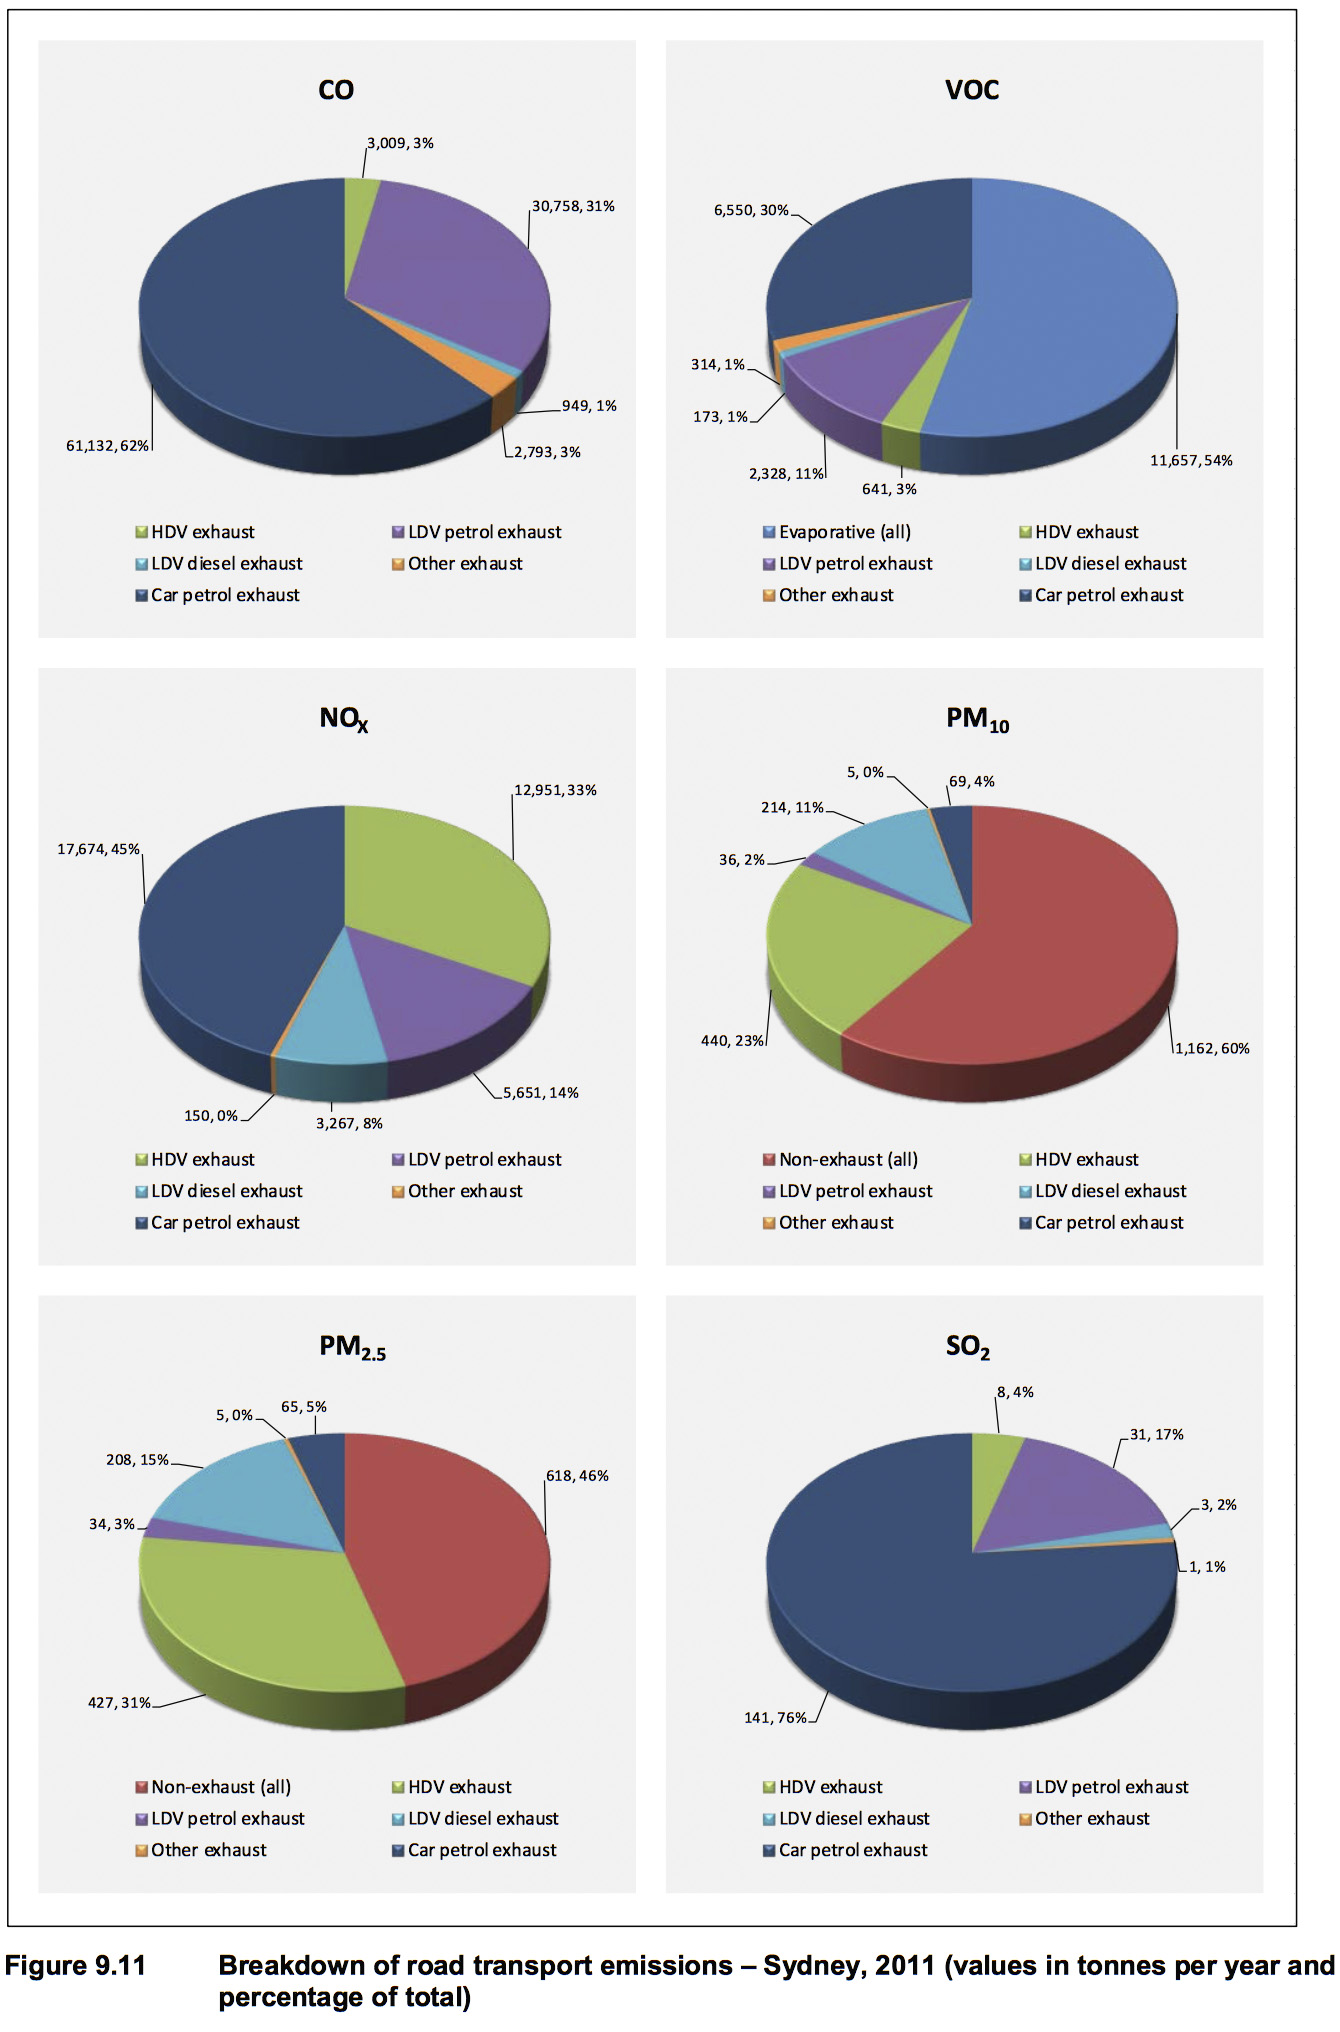 CO
3,009, 3%
30,758, 31%
949, 1%
2,793, 3%
61,132, 62%
HDV exhaust
LDV petrol exhaust
LDV diesel exhaust
Other exhaust
Car petrol exhaust
VOC
6,550, 30%
314, 1%
173, 1%
2,328, 11%
641, 3%
11,657, 54%
Evaporative (all)
HDV exhaust
LDV petrol exhaust
LDV diesel exhaust
Other exhaust
Car petrol exhaust
NOX
12,951, 33%
17,674, 45%
5,651, 14%
150, 0%
3,267, 8%
HDV exhaust
LDV petrol exhaust
LDV diesel exhaust
Other exhaust
Car petrol exhaust
PM10
5, 0%
69, 4%
214, 11%
36, 2%
440, 23%
1,162, 60%
Non-exhaust (all)
HDV exhaust
LDV petrol exhaust
LDV diesel exhaust
Other exhaust
Car petrol exhaust
PM2.5
65, 5%
5, 0%
208, 15%
618, 46%
34, 3%
427, 31%
Non-exhaust (all)
HDV exhaust
LDV petrol exhaust
LDV diesel exhaust
Other exhaust
Car petrol exhaust
SO2
8, 4%
31, 17%
3, 2%
1, 1%
141, 76%
HDV exhaust
LDV petrol exhaust
LDV diesel exhaust
Other exhaust
Car petrol exhaust
Figure 9.11 Breakdown of road transport emissions – Sydney, 2011 (values in tonnes per year and
percentage of total)